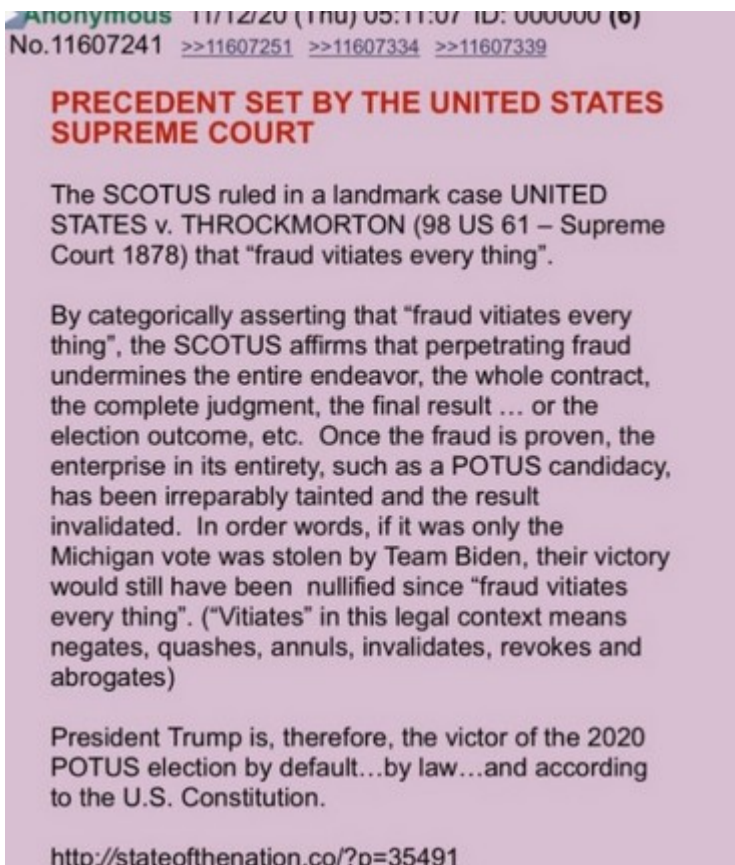 Anonymous 11/12/20 (Thu) 05:11:07 ID: 000000 (6)
No.11607241 >>11607251 >>11607334 >>11607339
PRECEDENT SET BY THE UNITED STATES
SUPREME COURT
The SCOTUS ruled in a landmark case UNITED
STATES v. THROCKMORTON (98 US 61 – Supreme
Court 1878) that “fraud vitiates every thing”.
By categorically asserting that “fraud vitiates every
thing”, the SCOTUS affirms that perpetrating fraud
undermines the entire endeavor, the whole contract,
the complete judgment, the final result … or the
election outcome, etc.  Once the fraud is proven, the
enterprise in its entirety, such as a POTUS candidacy,
has been irreparably tainted and the result
invalidated.  In order words, if it was only the
Michigan vote was stolen by Team Biden, their victory
would still have been  nullified since “fraud vitiates
every thing”. (“Vitiates” in this legal context means
negates, quashes, annuls, invalidates, revokes and
abrogates)
President Trump is, therefore, the victor of the 2020
POTUS election by default…by law…and according
to the U.S. Constitution.
http://stateofthenation.co/?p=35491